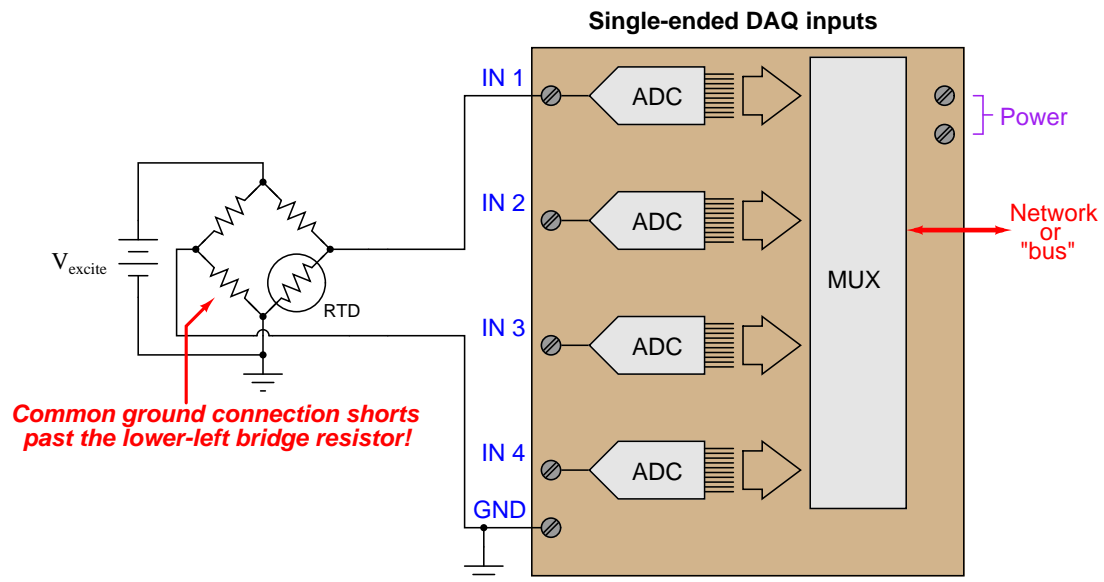 Single-ended DAQ inputs
IN 1
ADC
Power
IN 2
ADC
Network
or
"bus"
V excite
RTD
MUX
IN 3
ADC
Common ground connection shorts
past the lower-left bridge resistor!
IN 4
ADC
GND